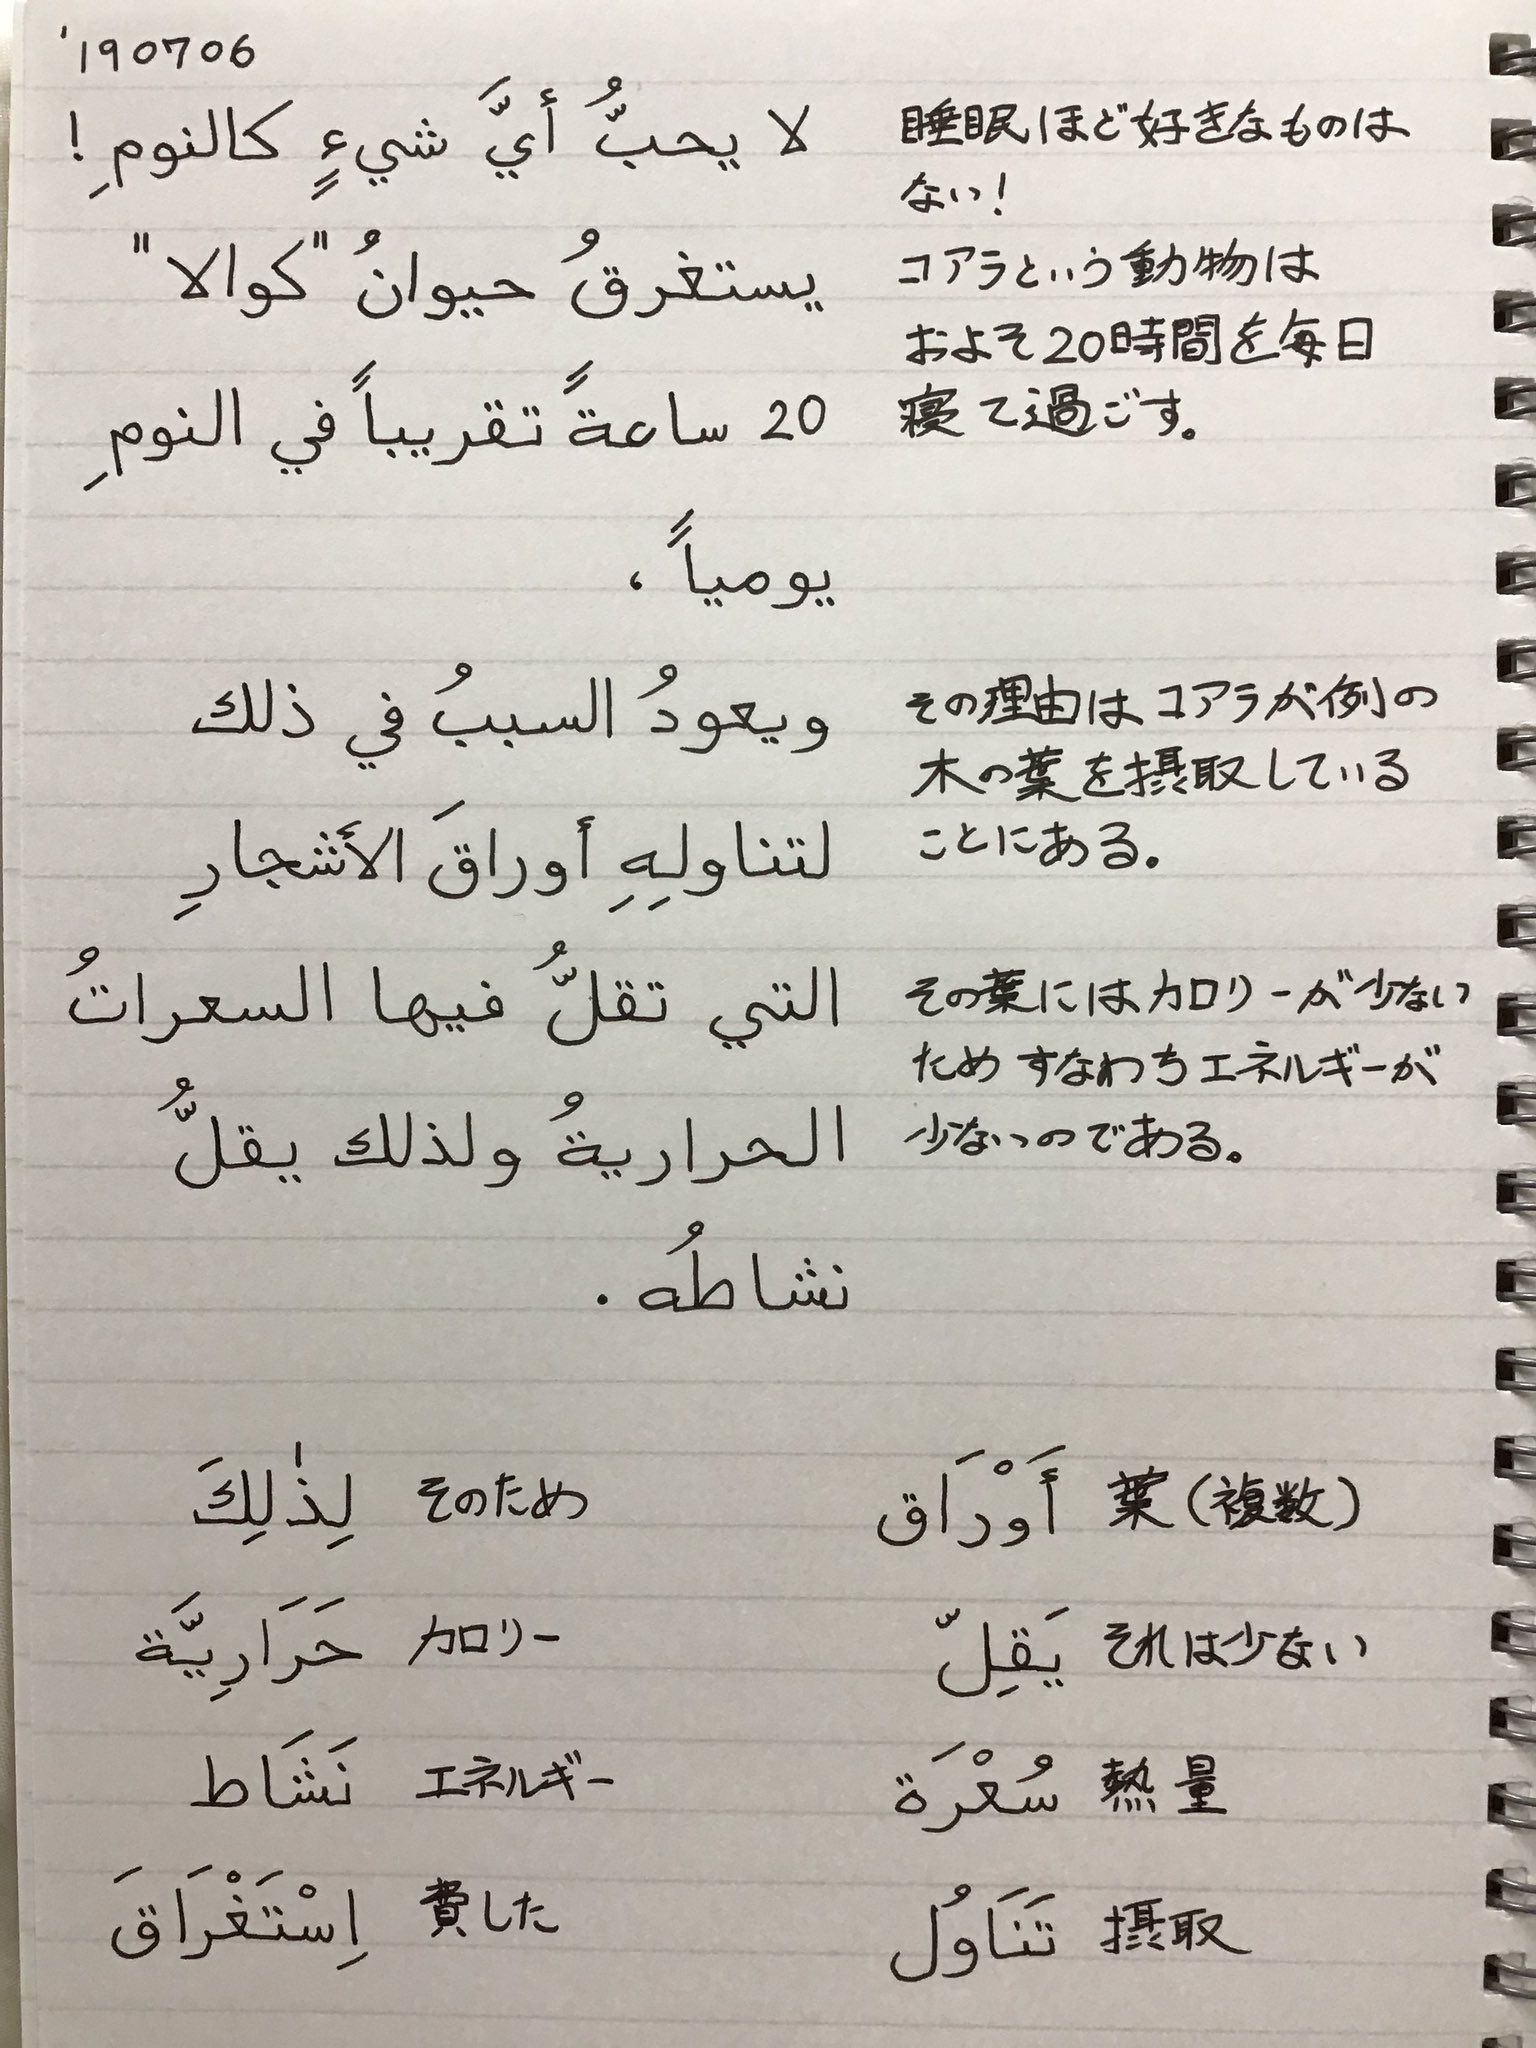 '190706
لا يحبُّ أيَّ شيءٍ كالنومِ!
睡眠ほど好きなものは
ない!
يستغرقُ حيوانُ "كوالا"
コアラという動物は
およそ20時間を毎日
20 ساعةً تقريباً في النومِ
寝て過ごす。
يومياً،
ويعودُ السببُ في ذلك
その理由はコアラが例の
木の葉を摂取している
لتناولِهِ أوراقَ الأشجارِ
ことにある。
التي تقلُّ فيها السعراتُ
その葉にはカロリーが少ない
ため すなわちエネルギーが
الحراريةُ ولذلك يقلُّ
少ないのである。
نشاطُه.
أَوْرَاق 葉(複数)
لِذٰلِكَ そのため
يَقِلّ それは少ない
حَرَارِيَّة カロリー
سُعْرَة 熱量
نَشَاط エネルギー
تَنَاوُل 摂取
اِسْتَغْرَاقَ 費した